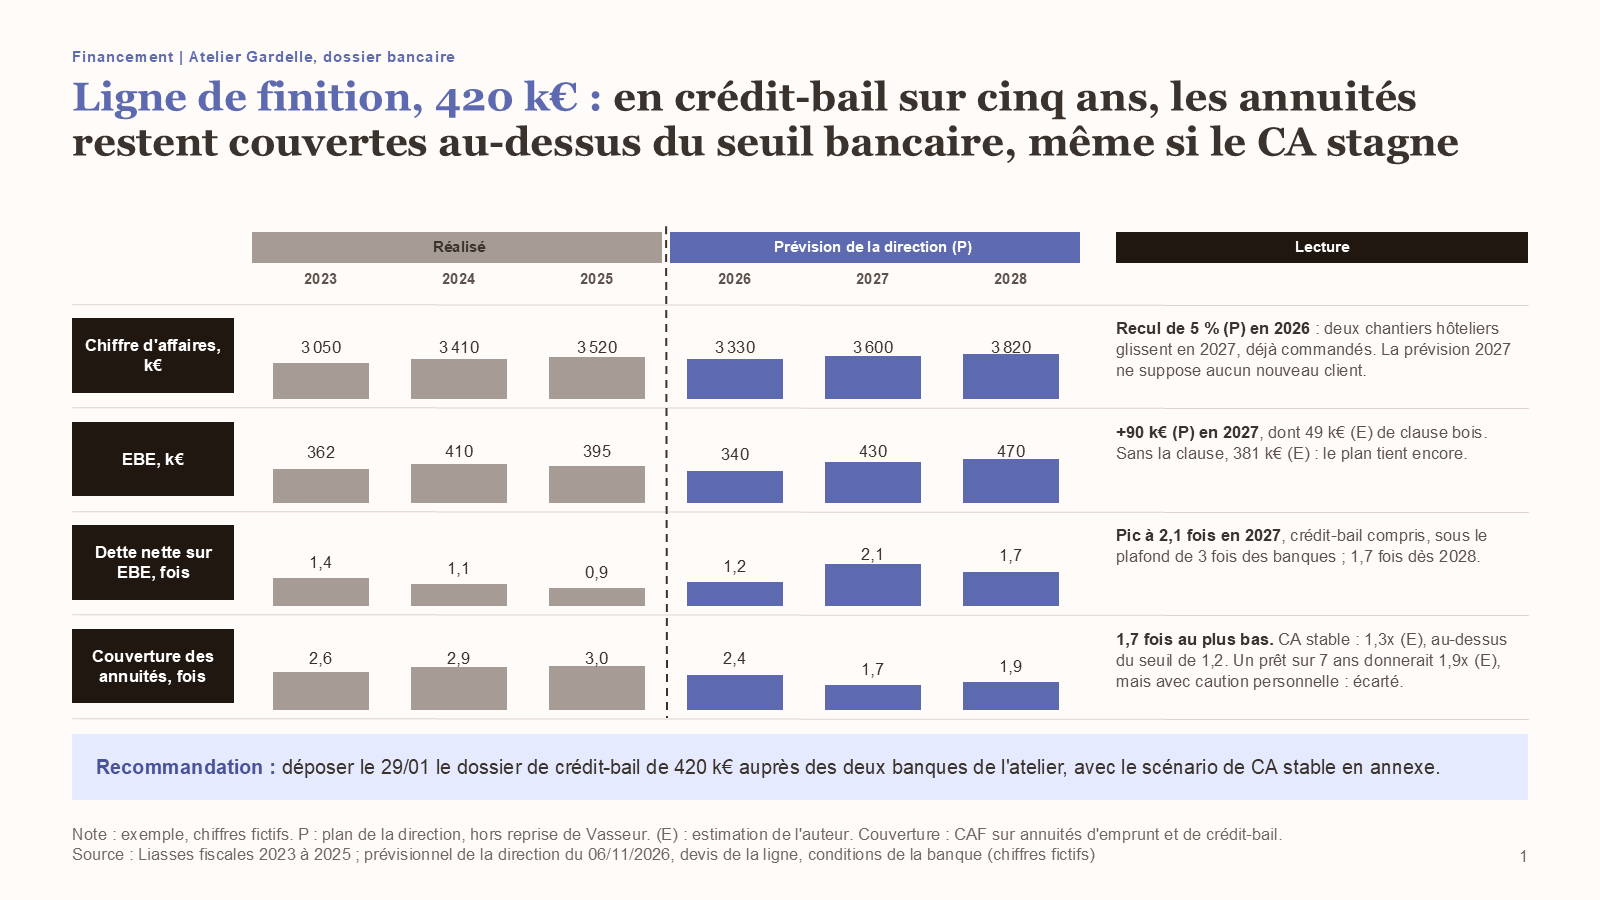 Financement | Atelier Gardelle, dossier bancaire
Ligne de finition, 420 k€ : en crédit-bail sur cinq ans, les annuités
restent couvertes au-dessus du seuil bancaire, même si le CA stagne
Réalisé
Prévision de la direction (P)
Lecture
2023
2024
2025
2026
2027
2028
Chiffre d'affaires,
k€
3 050
3 410
3 520
3 330
3 600
3 820
Recul de 5 % (P) en 2026 : deux chantiers hôteliers
glissent en 2027, déjà commandés. La prévision 2027
ne suppose aucun nouveau client.
EBE, k€
362
410
395
340
430
470
+90 k€ (P) en 2027, dont 49 k€ (E) de clause bois.
Sans la clause, 381 k€ (E) : le plan tient encore.
Dette nette sur
EBE, fois
1,4
1,1
0,9
1,2
2,1
1,7
Pic à 2,1 fois en 2027, crédit-bail compris, sous le
plafond de 3 fois des banques ; 1,7 fois dès 2028.
Couverture des
annuités, fois
2,6
2,9
3,0
2,4
1,7
1,9
1,7 fois au plus bas. CA stable : 1,3x (E), au-dessus
du seuil de 1,2. Un prêt sur 7 ans donnerait 1,9x (E),
mais avec caution personnelle : écarté.
Recommandation : déposer le 29/01 le dossier de crédit-bail de 420 k€ auprès des deux banques de l'atelier, avec le scénario de CA stable en annexe.
Note : exemple, chiffres fictifs. P : plan de la direction, hors reprise de Vasseur. (E) : estimation de l'auteur. Couverture : CAF sur annuités d'emprunt et de crédit-bail.
Source : Liasses fiscales 2023 à 2025 ; prévisionnel de la direction du 06/11/2026, devis de la ligne, conditions de la banque (chiffres fictifs)
1